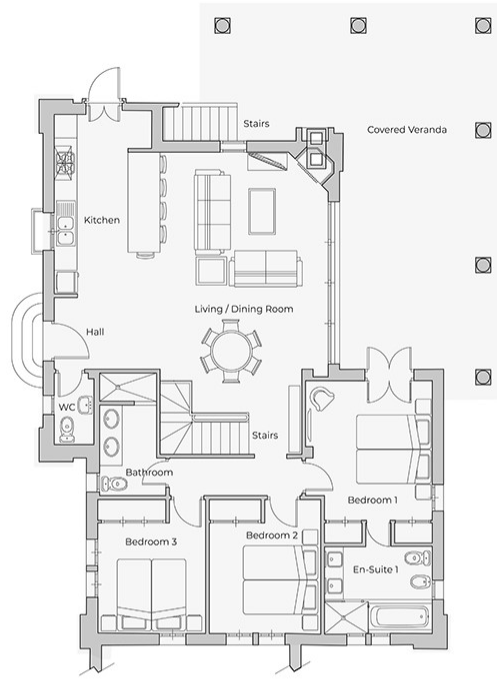 Stairs
Covered Veranda
Kitchen
Living / Dining Room
Hall
WC
Stairs
Bathroom
Bedroom 1
Bedroom 2
Bedroom 3
En-Suite 1